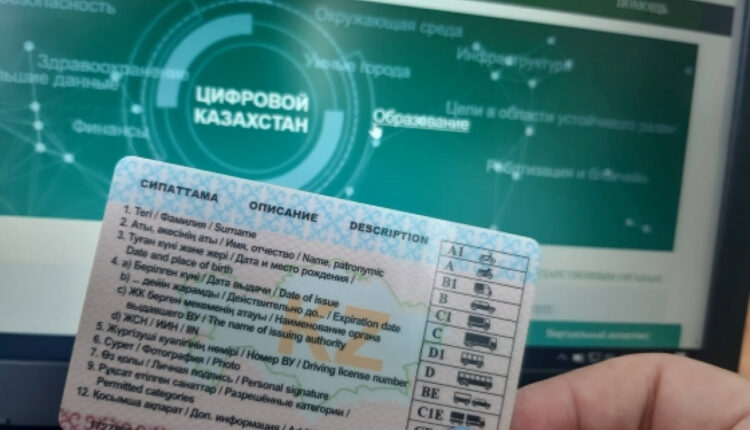 ПОМОЩЬ
Окружающая среда
Здравоохранение
Умные города
Инфраструктура
ЦИФРОВОЙ
КАЗАХСТАН
Образование
Цели в области устойчивого
Финансы
СИПАТТАМА ОПИСАНИЕ DESCRIPTION
1. Тегі / Фамилия / Surname
2. Аты, әкесінің аты / Имя, отчество / Name, patronymic
3. Туған күні және жері / Дата и место рождения /
Date and place of birth
4. a) Берілген күні / Дата выдачи / Date of issue
b) ... дейін жарамды / Действительно до... / Expiration date
c) ЖК берген мекеменің атауы / Наименование органа
выдавшего ВУ / The name of issuing authority
d) ЖСН / ИИН / IIN
5. Жүргізуші куәлігінің нөмірі / Номер ВУ / Driving license number
6. Сурет / Фотография / Photo
7. Өз қолы / Личная подпись / Personal signature
9. Рұқсат етілген санаттар / Разрешённые категории /
Permitted categories
12. Қосымша ақпарат / Доп. информация /
KZ
A1
A
B1
B
C1
C
D1
D
BE
C1E